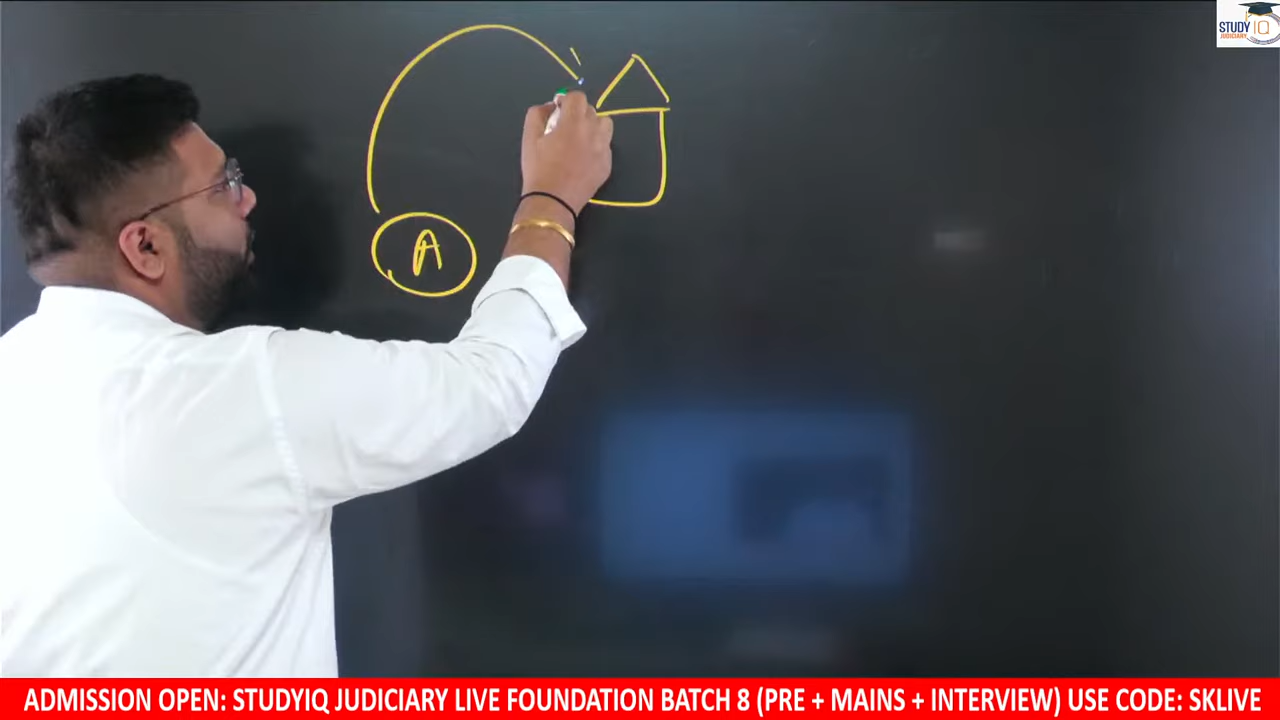 STUDY IQ
JUDICIARY
A
ADMISSION OPEN: STUDYIQ JUDICIARY LIVE FOUNDATION BATCH 8 (PRE + MAINS + INTERVIEW) USE CODE: SKLIVE